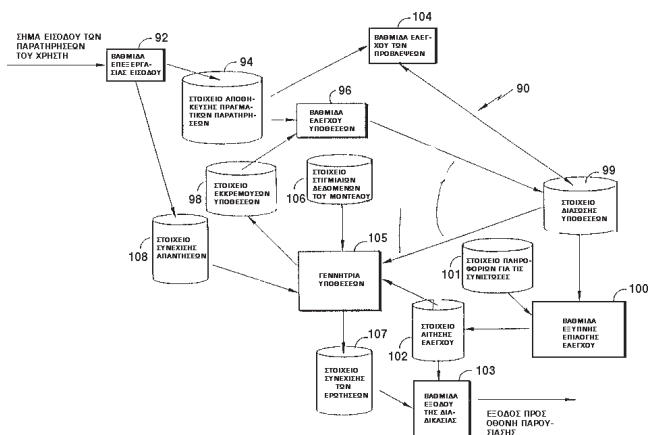 ΣΗΜΑ ΕΙΣΟΔΟΥ ΤΩΝ
ΠΑΡΑΤΗΡΗΣΕΩΝ
ΤΟΥ ΧΡΗΣΤΗ
92
ΒΑΘΜΙΔΑ
ΕΠΕΞΕΡΓΑ-
ΣΙΑΣ ΕΙΣΟΔΟΥ
94
ΣΤΟΙΧΕΙΟ ΑΠΟΘΗ-
ΚΕΥΣΗΣ ΠΡΑΓΜΑ-
ΤΙΚΩΝ ΠΑΡΑΤΗΡΗ-
ΣΕΩΝ
104
ΒΑΘΜΙΔΑ ΕΛΕΓ-
ΧΟΥ ΤΩΝ
ΠΡΟΒΛΕΨΕΩΝ
90
96
ΒΑΘΜΙΔΑ
ΕΛΕΓΧΟΥ
ΥΠΟΘΕΣΕΩΝ
98
ΣΤΟΙΧΕΙΟ
ΕΚΚΡΕΜΟΥΣΩΝ
ΥΠΟΘΕΣΕΩΝ
106
ΣΤΟΙΧΕΙΟ
ΣΤΙΓΜΙΑΙΩΝ
ΔΕΔΟΜΕΝΩΝ
ΤΟΥ ΜΟΝΤΕΛΟΥ
99
ΣΤΟΙΧΕΙΟ
ΔΙΑΣΩΣΗΣ
ΥΠΟΘΕΣΕΩΝ
108
ΣΤΟΙΧΕΙΟ
ΣΥΝΕΧΙΣΗΣ
ΑΠΑΝΤΗΣΕΩΝ
105
ΓΕΝΝΗΤΡΙΑ
ΥΠΟΘΕΣΕΩΝ
101
ΣΤΟΙΧΕΙΟ ΠΛΗΡΟ-
ΦΟΡΙΩΝ ΓΙΑ ΤΙΣ
ΣΥΝΙΣΤΩΣΕΣ
100
ΒΑΘΜΙΔΑ
ΕΞΥΠΝΗΣ
ΕΠΙΛΟΓΗΣ
ΕΛΕΓΧΟΥ
102
ΣΤΟΙΧΕΙΟ
ΑΙΤΗΣΗΣ
ΕΛΕΓΧΟΥ
107
ΣΤΟΙΧΕΙΟ
ΣΥΝΕΧΙΣΗΣ
ΤΩΝ
ΕΡΩΤΗΣΕΩΝ
103
ΒΑΘΜΙΔΑ
ΕΞΟΔΟΥ
ΤΗΣ ΔΙΑ-
ΔΙΚΑΣΙΑΣ
ΕΞΟΔΟΣ ΠΡΟΣ
ΟΘΟΝΗ ΠΑΡΟΥ-
ΣΙΑΣΗΣ